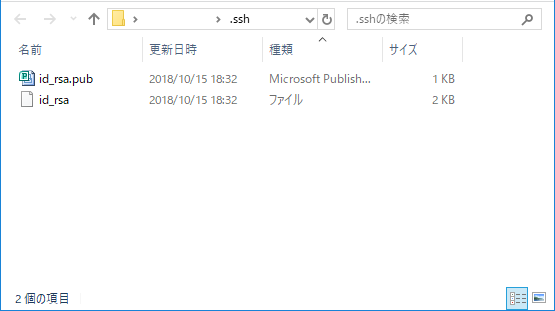 .ssh
.sshの検索
名前 更新日時 種類 サイズ
id_rsa.pub 2018/10/15 18:32 Microsoft Publish... 1 KB
id_rsa 2018/10/15 18:32 ファイル 2 KB
2 個の項目